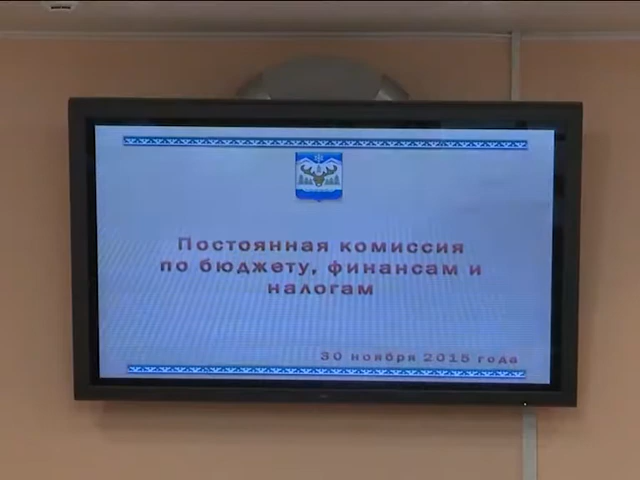 Постоянная комиссия
по бюджету, финансам и
налогам
30 ноября 2015 года